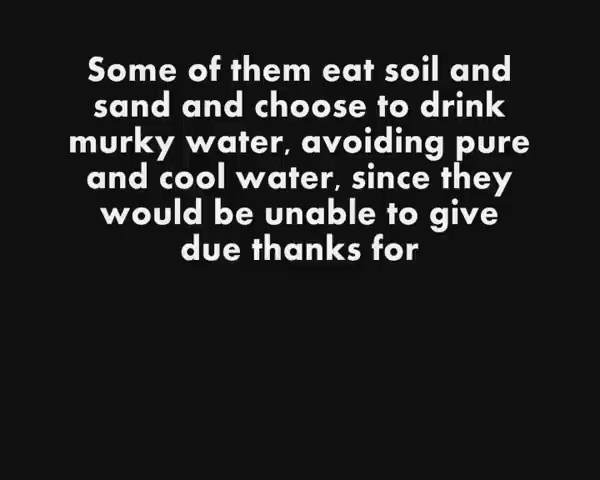 Some of them eat soil and
sand and choose to drink
murky water, avoiding pure
and cool water, since they
would be unable to give
due thanks for